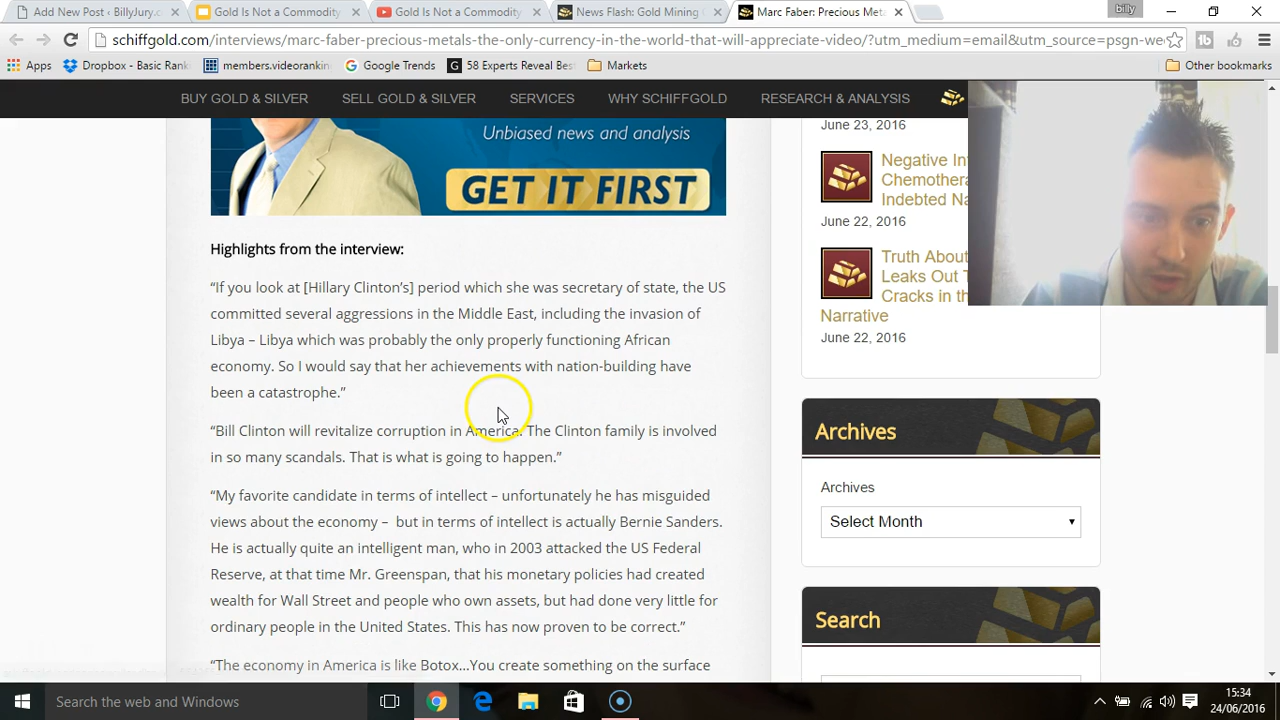 Add New Post ‹ BillyJury.c
Gold Is Not a Commodity
Gold Is Not a Commodity
News Flash: Gold Mining
Marc Faber: Precious Met
billy
schiffgold.com/interviews/marc-faber-precious-metals-the-only-currency-in-the-world-that-will-appreciate-video/?utm_medium=email&utm_source=psgn-we
Apps
Dropbox - Basic Ran
members.videorankin
Google Trends
58 Experts Reveal Bes
Markets
Other bookmarks
BUY GOLD & SILVER
SELL GOLD & SILVER
SERVICES
WHY SCHIFFGOLD
RESEARCH & ANALYSIS
Unbiased news and analysis
GET IT FIRST
Highlights from the interview:
“If you look at [Hillary Clinton’s] period which she was secretary of state, the US
committed several aggressions in the Middle East, including the invasion of
Libya – Libya which was probably the only properly functioning African
economy. So I would say that her achievements with nation-building have
been a catastrophe.”
“Bill Clinton will revitalize corruption in America. The Clinton family is involved
in so many scandals. That is what is going to happen.”
“My favorite candidate in terms of intellect – unfortunately he has misguided
views about the economy – but in terms of intellect is actually Bernie Sanders.
He is actually quite an intelligent man, who in 2003 attacked the US Federal
Reserve, at that time Mr. Greenspan, that his monetary policies had created
wealth for Wall Street and people who own assets, but had done very little for
ordinary people in the United States. This has now proven to be correct.”
“The economy in America is like Botox…You create something on the surface
June 23, 2016
Negative In
Chemothera
Indebted Na
June 22, 2016
Truth About
Leaks Out T
Cracks in th
Narrative
June 22, 2016
Archives
Archives
Select Month
Search
Search the web and Windows
15:34
24/06/2016